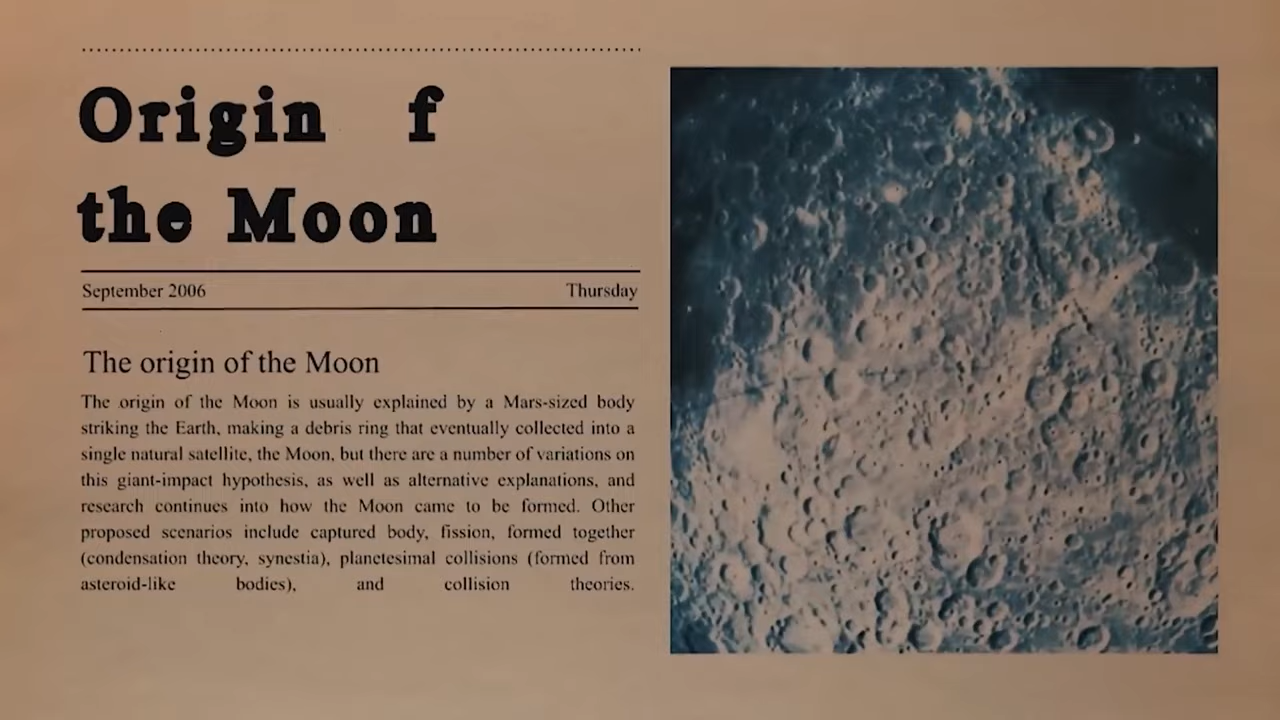 Origin f
the Moon
September 2006 Thursday
The origin of the Moon
The origin of the Moon is usually explained by a Mars-sized body
striking the Earth, making a debris ring that eventually collected into a
single natural satellite, the Moon, but there are a number of variations on
this giant-impact hypothesis, as well as alternative explanations, and
research continues into how the Moon came to be formed. Other
proposed scenarios include captured body, fission, formed together
(condensation theory, synestia), planetesimal collisions (formed from
asteroid-like bodies), and collision theories.